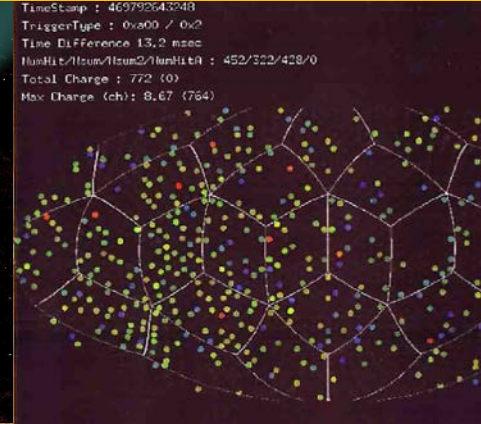 TimeStamp : 469792643248
TriggerType : 0xa00 / 0x2
Time Difference 13.2 msec
NumHit/Nsum/Nsum2/NumHitA : 452/322/428/0
Total Charge : 772 (0)
Max Charge (ch): 8.67 (764)